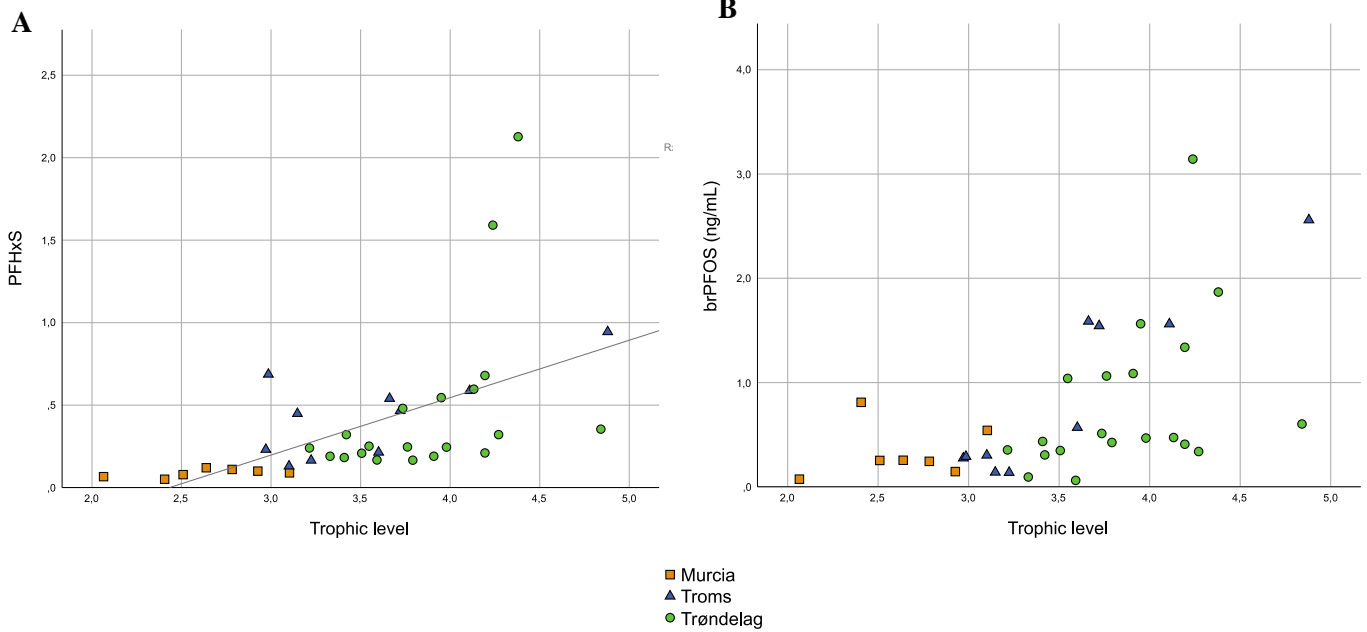 A
PFHxS
2,5
2,0
1,5
1,0
,5
,0
2,0 2,5 3,0 3,5 4,0 4,5 5,0
Trophic level
B
brPFOS (ng/mL)
4,0
3,0
2,0
1,0
,0
2,0 2,5 3,0 3,5 4,0 4,5 5,0
Trophic level
Murcia
Troms
Trøndelag